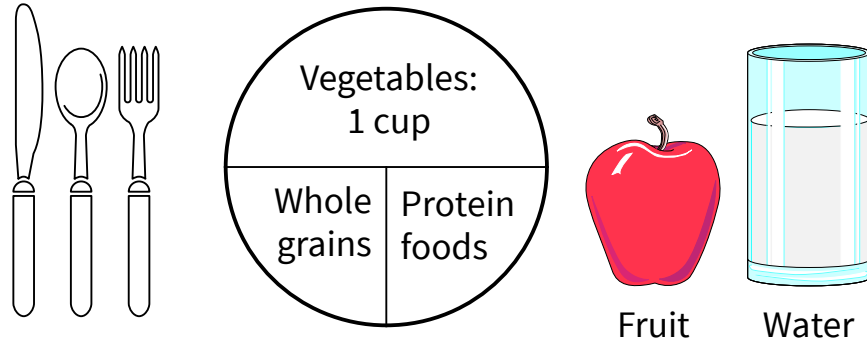 Vegetables:
1 cup
Whole
grains
Protein
foods
Fruit
Water